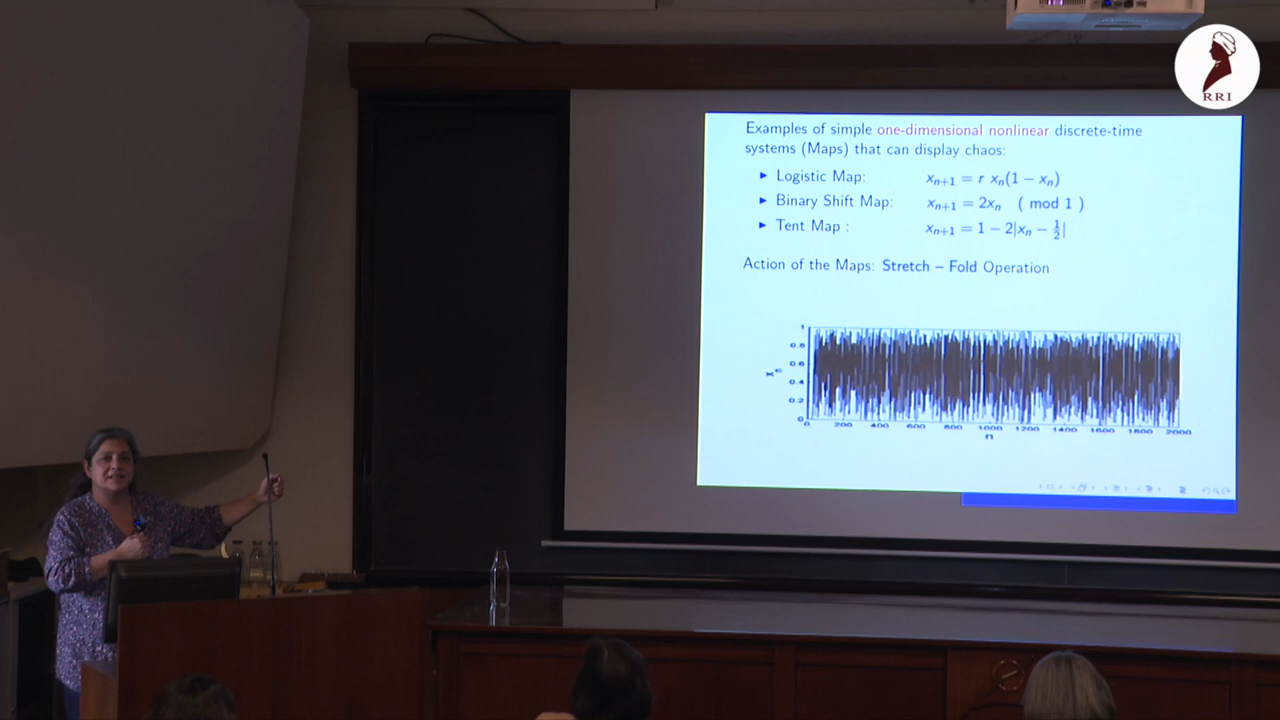 RRI
Examples of simple one-dimensional nonlinear discrete-time
systems (Maps) that can display chaos:
► Logistic Map: xₙ₊₁ = r xₙ(1 − xₙ)
► Binary Shift Map: xₙ₊₁ = 2xₙ ( mod 1 )
► Tent Map : xₙ₊₁ = 1 − 2|xₙ − 1/2|
Action of the Maps: Stretch – Fold Operation
1
0.8
0.6
0.4
0.2
0
xₙ
0 200 400 600 800 1000 1200 1400 1600 1800 2000
n